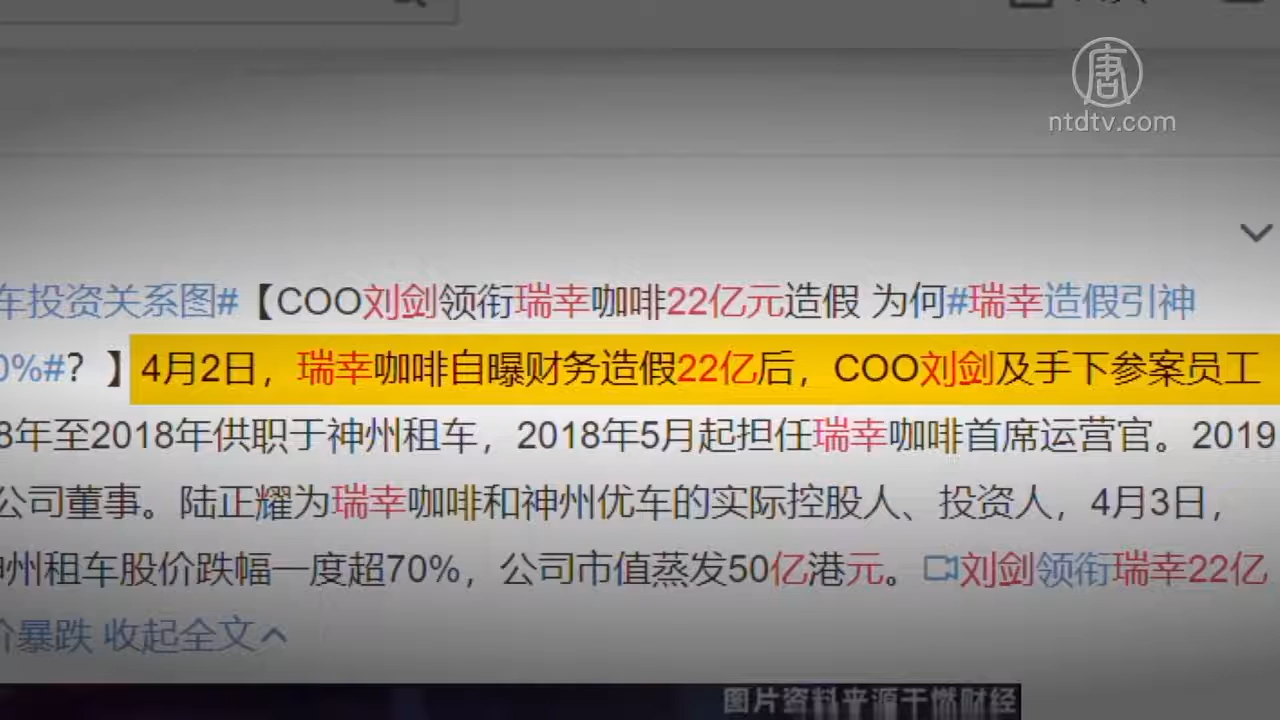 唐
ntdtv.com
车投资关系图#【COO刘剑领衔瑞幸咖啡22亿元造假 为何#瑞幸造假引神
0%#？】4月2日，瑞幸咖啡自曝财务造假22亿后，COO刘剑及手下参案员工
8年至2018年供职于神州租车，2018年5月起担任瑞幸咖啡首席运营官。2019
公司董事。陆正耀为瑞幸咖啡和神州优车的实际控股人、投资人，4月3日，
州租车股价跌幅一度超70%，公司市值蒸发50亿港元。刘剑领衔瑞幸22亿
暴跌 收起全文
图片资料来源于燃财经